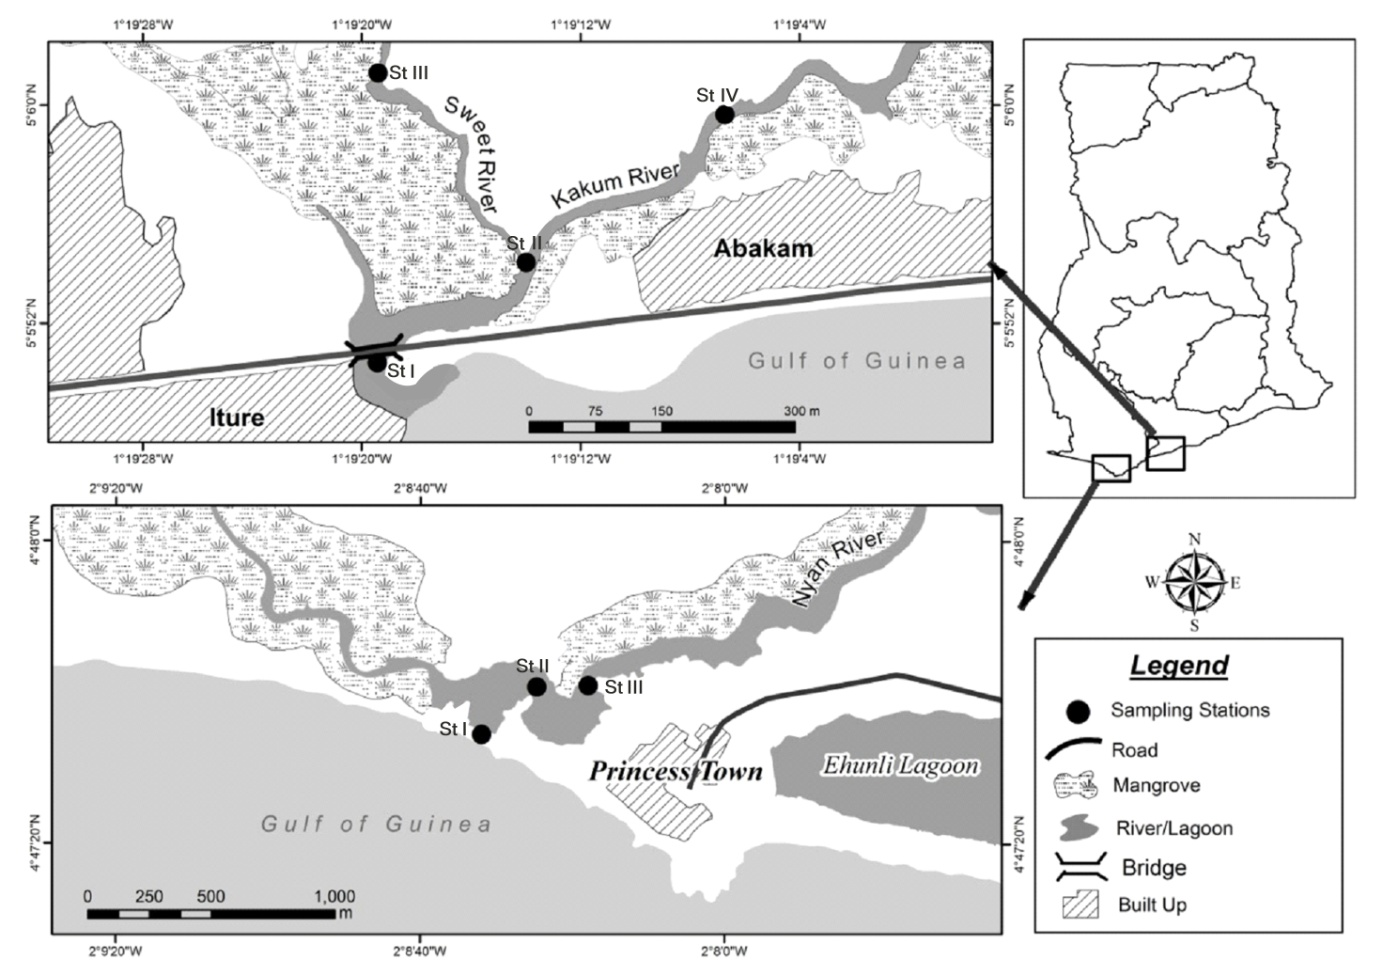 1°19'28"W 1°19'20"W 1°19'12"W 1°19'4"W
5°6'0"N
5°5'52"N
St III
St IV
Sweet River
Kakum River
St II
Abakam
5°6'0"N
5°5'52"N
Gulf of Guinea
St I
Iture
0 75 150 300 m
1°19'28"W 1°19'20"W 1°19'12"W 1°19'4"W
2°9'20"W 2°8'40"W 2°8'0"W
4°48'0"N
4°47'20"N
Nyan River
St II
St III
St I
Princess Town
Ehunli Lagoon
Gulf of Guinea
4°48'0"N
4°47'20"N
0 250 500 1,000
m
2°9'20"W 2°8'40"W 2°8'0"W
N
W E
S
Legend
Sampling Stations
Road
Mangrove
River/Lagoon
Bridge
Built Up